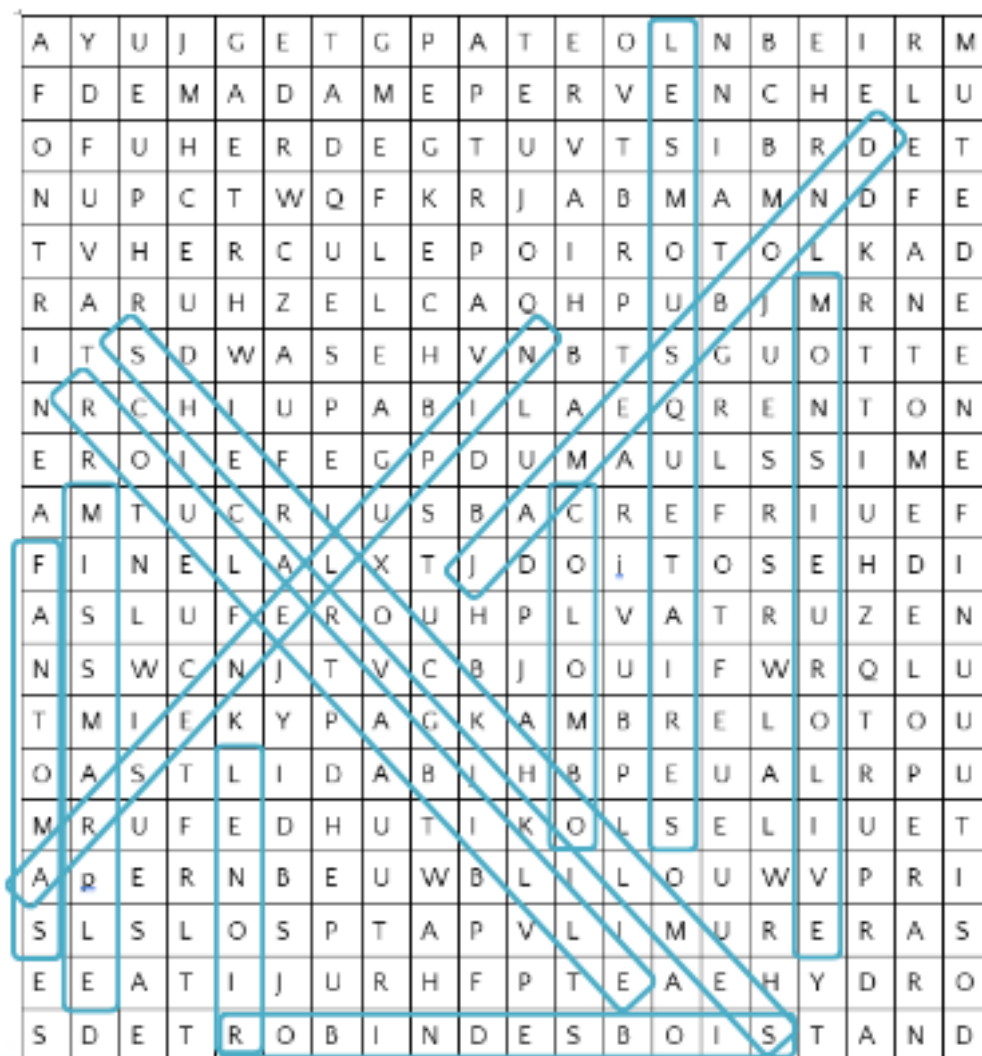 A Y U J G E T G P A T E O L N B E I R M
F D E M A D A M E P E R V E N C H E L U
O F U H E R D E G T U V T S I B R D E T
N U P C T W Q F K R J A B M A M N D F E
T V H E R C U L E P O I R O T O L K A D
R A R U H Z E L C A Q H P U B J M R N E
I T S D W A S E H V N B T S G U O T T E
N R C H I U P A B I L A E Q R E N T O N
E R O I E F E G P D U M A U L S S I M E
A M T U C R I U S B A C R E F R I U E F
F I N E L A L X T J D O i T O S E H D I
A S L U F E R O U H P L V A T R U Z E N
N S W C N J T V C B J O U I F W R Q L U
T M I E K Y P A G K A M B R E L O T O U
O A S T L I D A B J H B P E U A L R P U
M R U F E D H U T I K O L S E L I U E T
A p E R N B E U W B L I L O U W V P R I
S L S L O S P T A P V L I M U R E R A S
E E A T I J U R H F P T E A E H Y D R O
S D E T R O B I N D E S B O I S T A N D